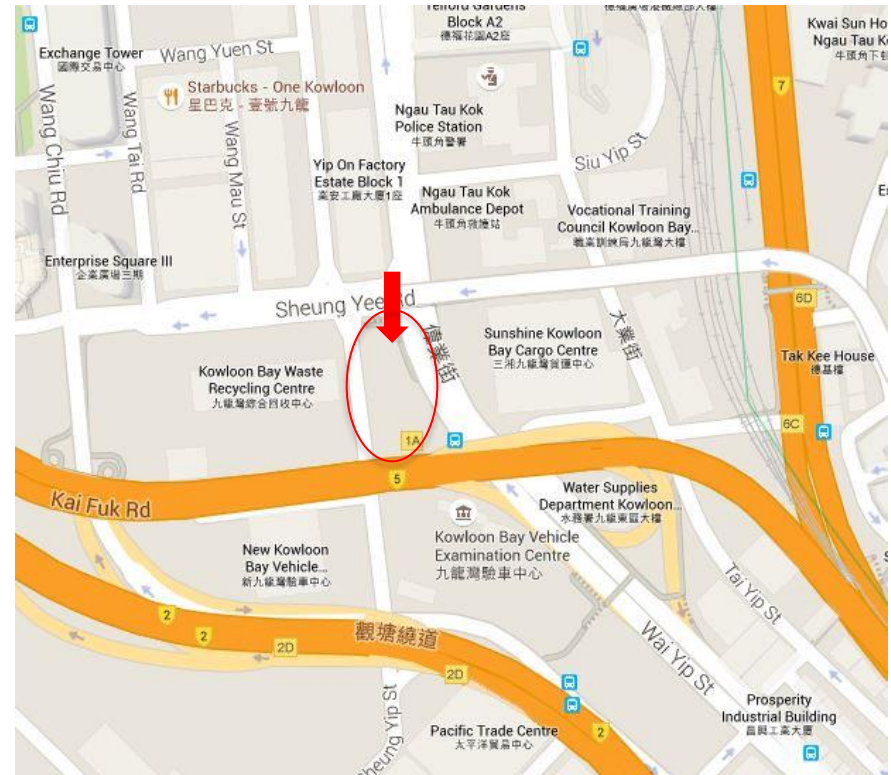 Telford Gardens
Block A2
德福花園A2座
Kwai Sun Ho
Ngau Tau K
牛頭角下邨
Exchange Tower
國際交易中心
Wang Yuen St
7
Starbucks - One Kowloon
星巴克 - 壹號九龍
Wang Chiu Rd
Wang Tai Rd
Wang Mau St
Ngau Tau Kok
Police Station
牛頭角警署
Siu Yip St
Yip On Factory
Estate Block 1
業安工廠大廈1座
Ngau Tau Kok
Ambulance Depot
牛頭角救護站
Vocational Training
Council Kowloon Bay...
職業訓練局九龍灣大樓
Enterprise Square III
企業廣場三期
Sheung Yee Rd
6D
偉業街
大業街
Sunshine Kowloon
Bay Cargo Centre
三湘九龍灣貨運中心
Tak Kee House
德基樓
Kowloon Bay Waste
Recycling Centre
九龍灣綜合回收中心
6C
1A
5
Kai Fuk Rd
Water Supplies
Department Kowloon...
水務署九龍東區大樓
Kowloon Bay Vehicle
Examination Centre
九龍灣驗車中心
New Kowloon
Bay Vehicle...
新九龍灣驗車中心
Tai Yip St
2
2
2D
觀塘繞道
Wai Yip St
2D
Sheung Yip St
Prosperity
Industrial Building
昌興工業大廈
Pacific Trade Centre
太平洋貿易中心
2